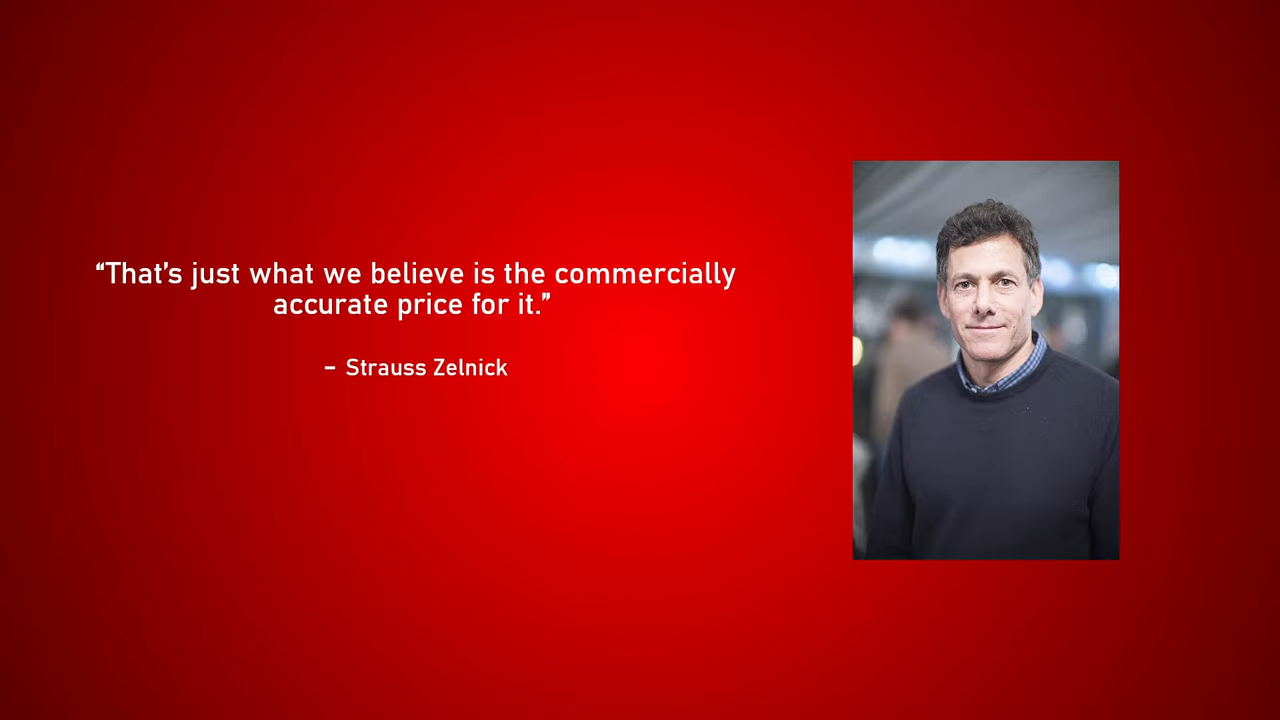 “That’s just what we believe is the commercially
accurate price for it.”
– Strauss Zelnick